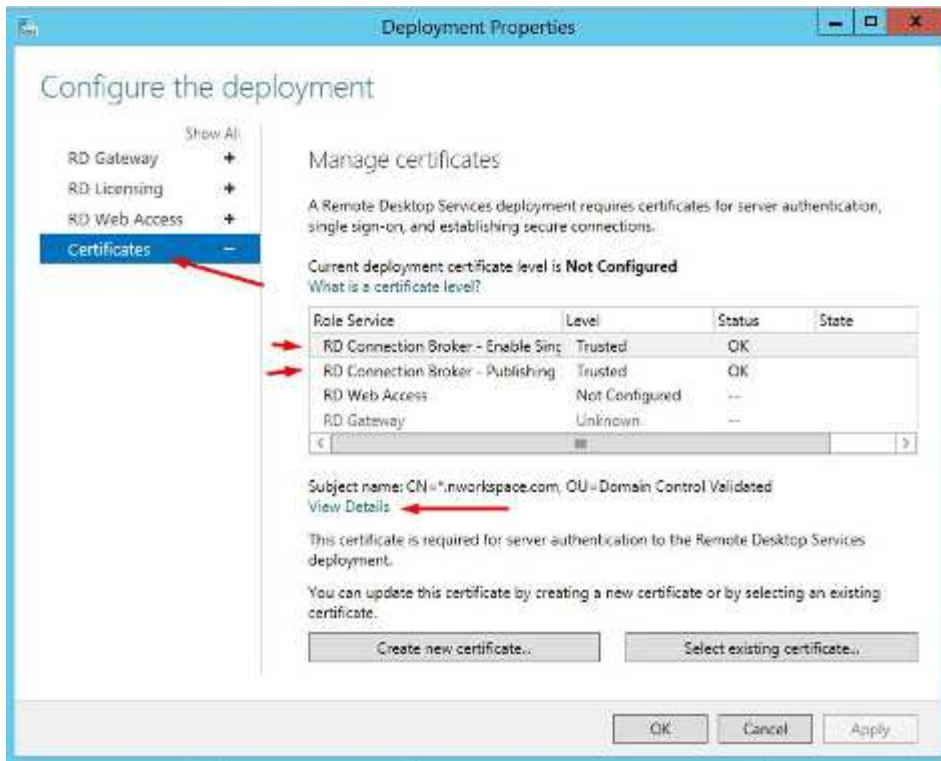 Deployment Properties
Configure the deployment
Show All
RD Gateway +
RD Licensing +
RD Web Access +
Certificates –
Manage certificates
A Remote Desktop Services deployment requires certificates for server authentication,
single sign-on, and establishing secure connections.
Current deployment certificate level is Not Configured
What is a certificate level?
Role Service Level Status State
RD Connection Broker - Enable Sing Trusted OK
RD Connection Broker - Publishing Trusted OK
RD Web Access Not Configured --
RD Gateway Unknown --
Subject name: CN=*.nworkspace.com, OU=Domain Control Validated
View Details
This certificate is required for server authentication to the Remote Desktop Services
deployment.
You can update this certificate by creating a new certificate or by selecting an existing
certificate.
Create new certificate... Select existing certificate...
OK Cancel Apply